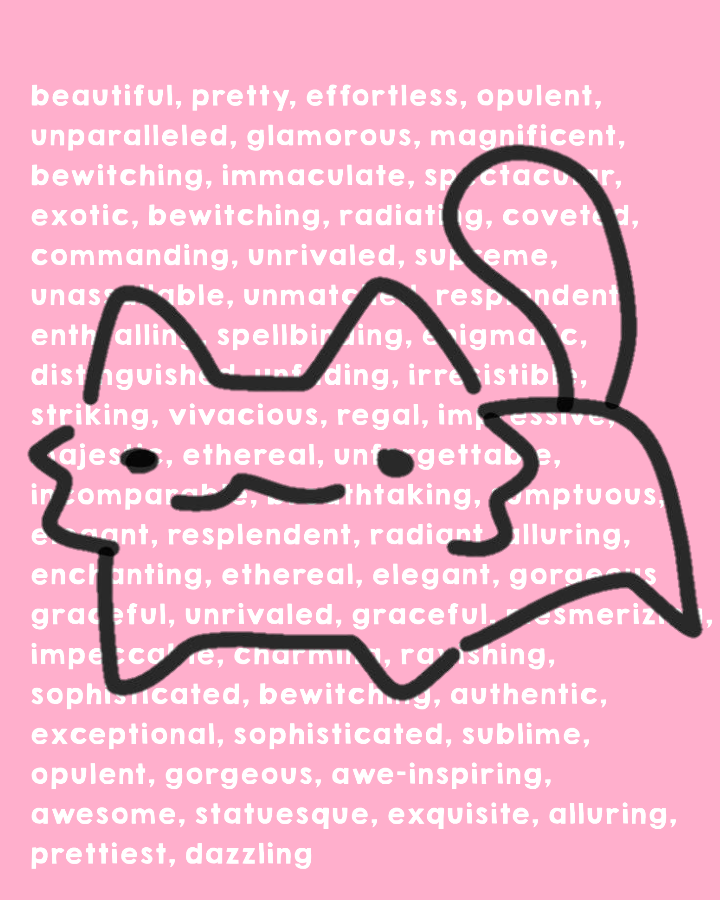 beautiful, pretty, effortless, opulent,
unparalleled, glamorous, magnificent,
bewitching, immaculate, spectacular,
exotic, bewitching, radiating, coveted,
commanding, unrivaled, supreme,
unassailable, unmatched, resplendent,
enthralling, spellbinding, enigmatic,
distinguished, unfading, irresistible,
striking, vivacious, regal, impressive,
majestic, ethereal, unforgettable,
incomparable, breathtaking, sumptuous,
elegant, resplendent, radiant, alluring,
enchanting, ethereal, elegant, gorgeous
graceful, unrivaled, graceful, mesmerizing,
impeccable, charming, ravishing,
sophisticated, bewitching, authentic,
exceptional, sophisticated, sublime,
opulent, gorgeous, awe-inspiring,
awesome, statuesque, exquisite, alluring,
prettiest, dazzling